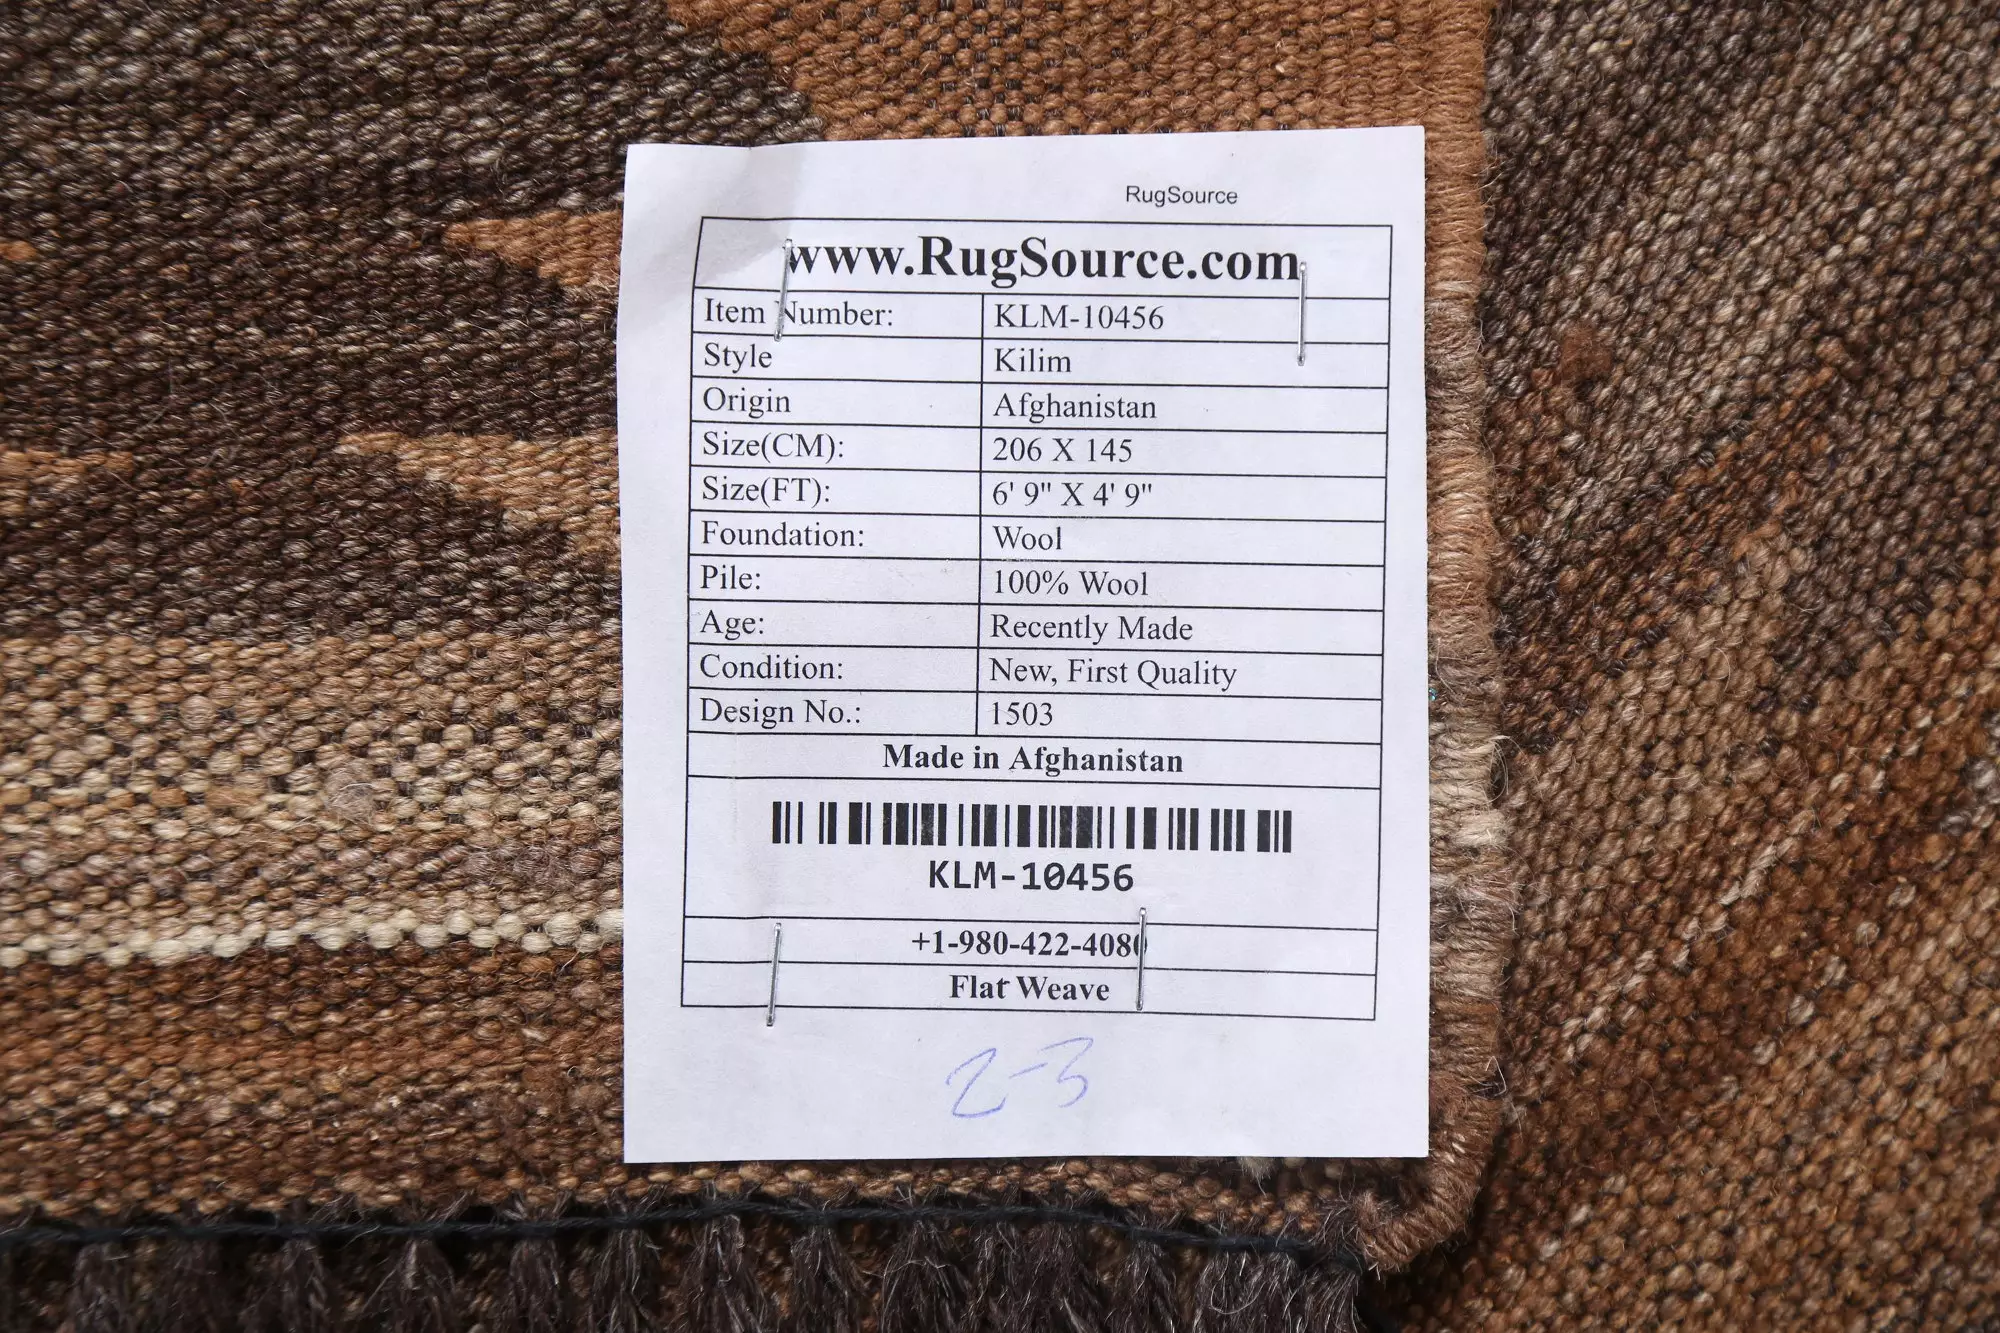 RugSource
www.RugSource.com
Item Number: KLM-10456
Style Kilim
Origin Afghanistan
Size(CM): 206 X 145
Size(FT): 6' 9" X 4' 9"
Foundation: Wool
Pile: 100% Wool
Age: Recently Made
Condition: New, First Quality
Design No.: 1503
Made in Afghanistan
KLM-10456
+1-980-422-4080
Flat Weave
2-3